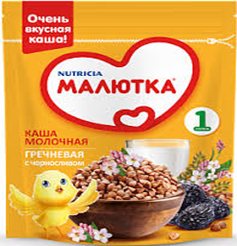 Очень
вкусная
каша!
NUTRICIA
МАЛЮТКА
1
КАША
МОЛОЧНАЯ
ГРЕЧНЕВАЯ
с черносливом